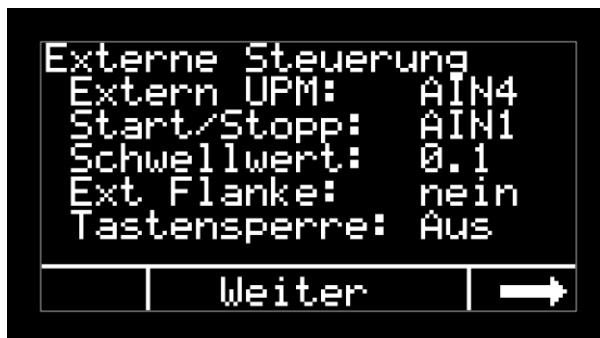 Externe Steuerung
Extern UPM: AIN4
Start/Stopp: AIN1
Schwellwert: 0.1
Ext Flanke: nein
Tastensperre: Aus
Weiter